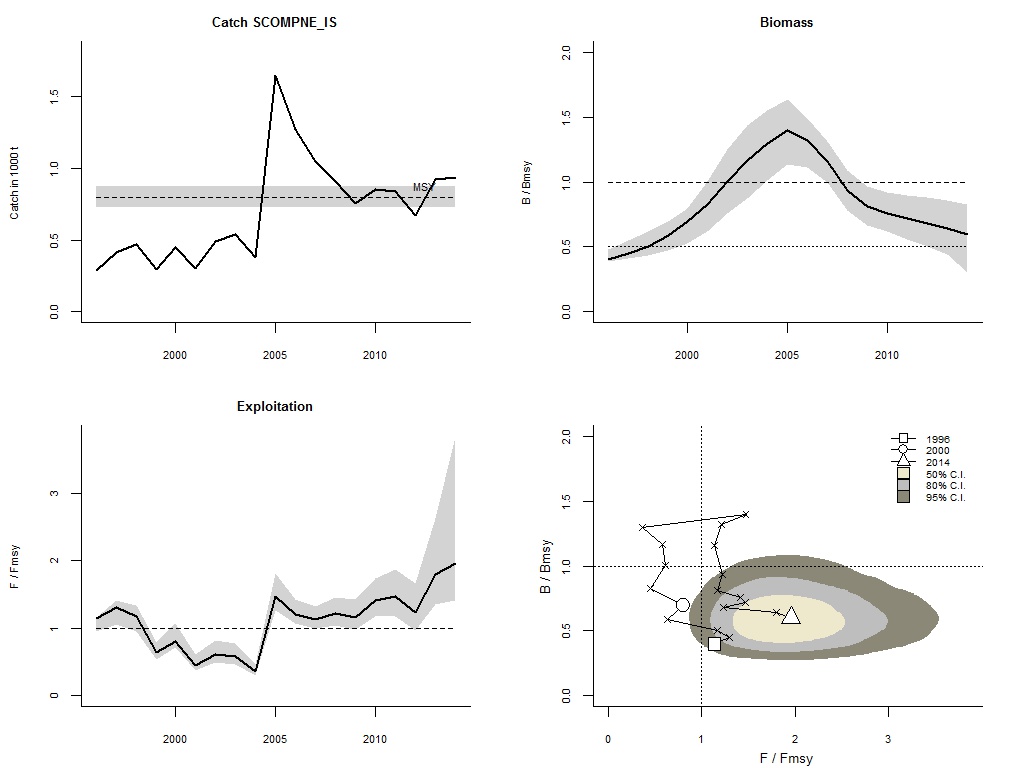 Catch SCOMPNE_IS
Catch in 1000 t
0.0
0.5
1.0
1.5
MSY
2000
2005
2010
Biomass
B / Bmsy
0.0
0.5
1.0
1.5
2.0
2000
2005
2010
Exploitation
F / Fmsy
0
1
2
3
2000
2005
2010
B / Bmsy
0.0
0.5
1.0
1.5
2.0
1996
2000
2014
50% C.I.
80% C.I.
95% C.I.
0
1
2
3
F / Fmsy